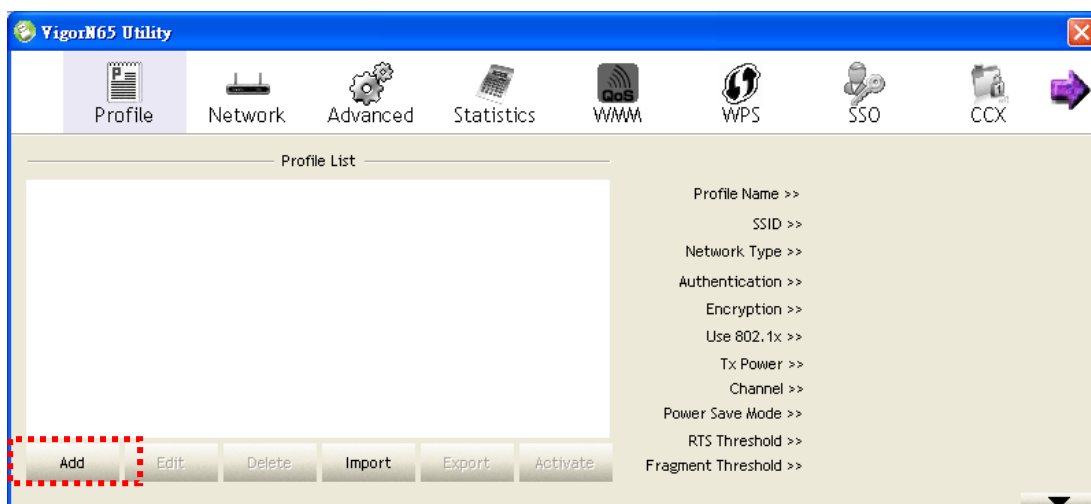 VigorN65 Utility
Profile Network Advanced Statistics QoS WMM WPS SSO CCX
Profile List
Profile Name >>
SSID >>
Network Type >>
Authentication >>
Encryption >>
Use 802.1x >>
Tx Power >>
Channel >>
Power Save Mode >>
RTS Threshold >>
Fragment Threshold >>
Add Edit Delete Import Export Activate